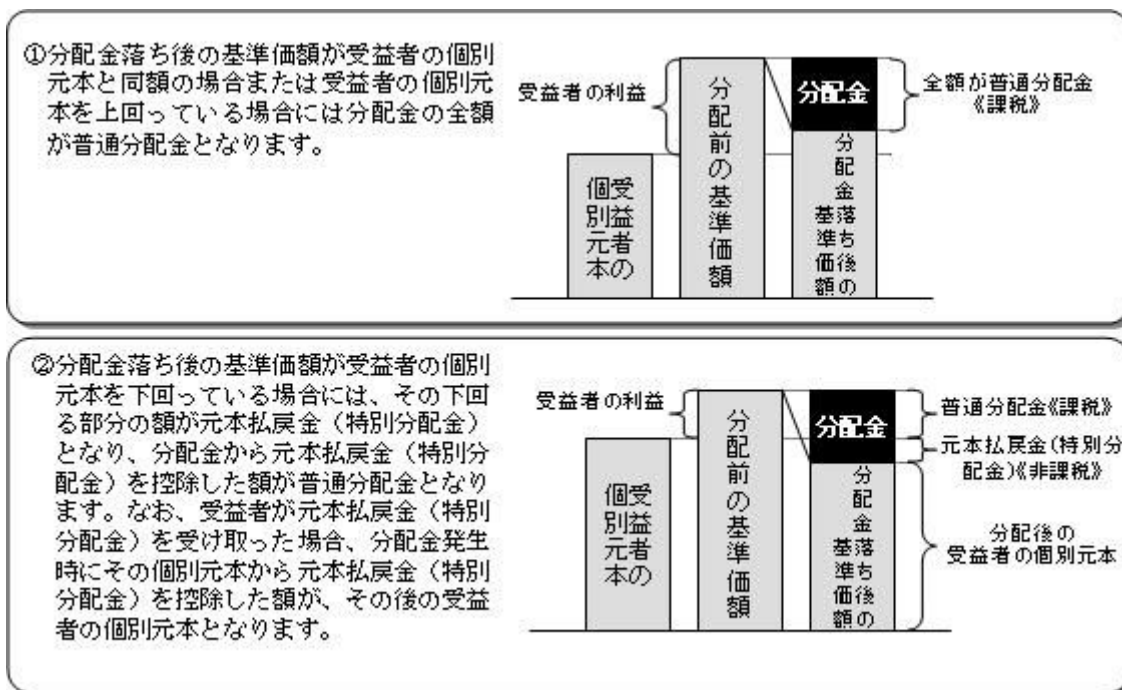 ①分配金落ち後の基準価額が受益者の個別
元本と同額の場合または受益者の個別元
本を上回っている場合には分配金の全額
が普通分配金となります。
受益者の利益
受益者の
個別元本
分配前の基準価額
分配金
分配金落ち後の
基準価額
全額が普通分配金
《課税》
②分配金落ち後の基準価額が受益者の個別
元本を下回っている場合には、その下回
る部分の額が元本払戻金（特別分配金）
となり、分配金から元本払戻金（特別分
配金）を控除した額が普通分配金となり
ます。なお、受益者が元本払戻金（特別
分配金）を受け取った場合、分配金発生
時にその個別元本から元本払戻金（特別
分配金）を控除した額が、その後の受益
者の個別元本となります。
受益者の利益
受益者の
個別元本
分配前の基準価額
分配金
分配金落ち後の
基準価額
普通分配金《課税》
元本払戻金(特別分
配金)《非課税》
分配後の
受益者の個別元本